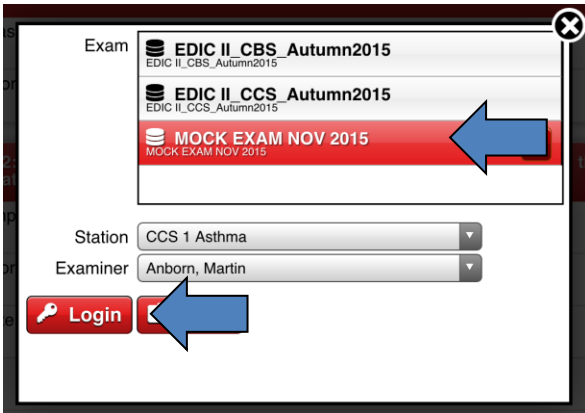 Exam
EDIC II_CBS_Autumn2015
EDIC II_CBS_Autumn2015
EDIC II_CCS_Autumn2015
EDIC II_CCS_Autumn2015
MOCK EXAM NOV 2015
MOCK EXAM NOV 2015
Station CCS 1 Asthma
Examiner Anborn, Martin
Login